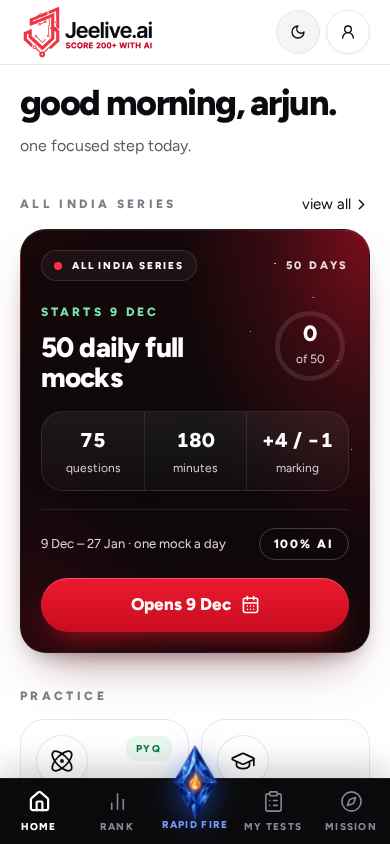 Jeelive.ai
SCORE 200+ WITH AI
good morning, arjun.
one focused step today.
ALL INDIA SERIES
view all
ALL INDIA SERIES
50 DAYS
STARTS 9 DEC
50 daily full
mocks
0
of 50
75
questions
180
minutes
+4 / −1
marking
9 Dec – 27 Jan · one mock a day
100% AI
Opens 9 Dec
PRACTICE
PYQ
HOME
RANK
RAPID FIRE
MY TESTS
MISSION